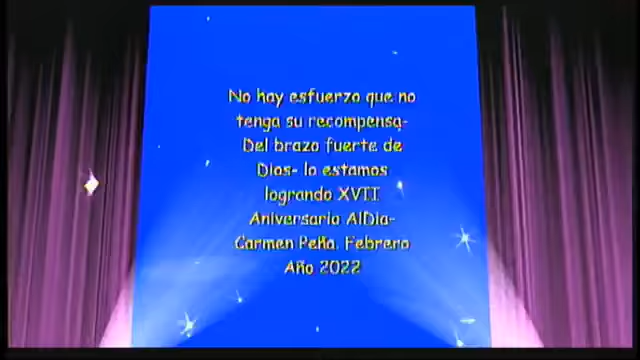 No hay esfuerzo que no
tenga su recompensa-
Del brazo fuerte de
Dios- lo estamos
logrando XVII
Aniversario AlDia-
Carmen Peña. Febrero
Año 2022